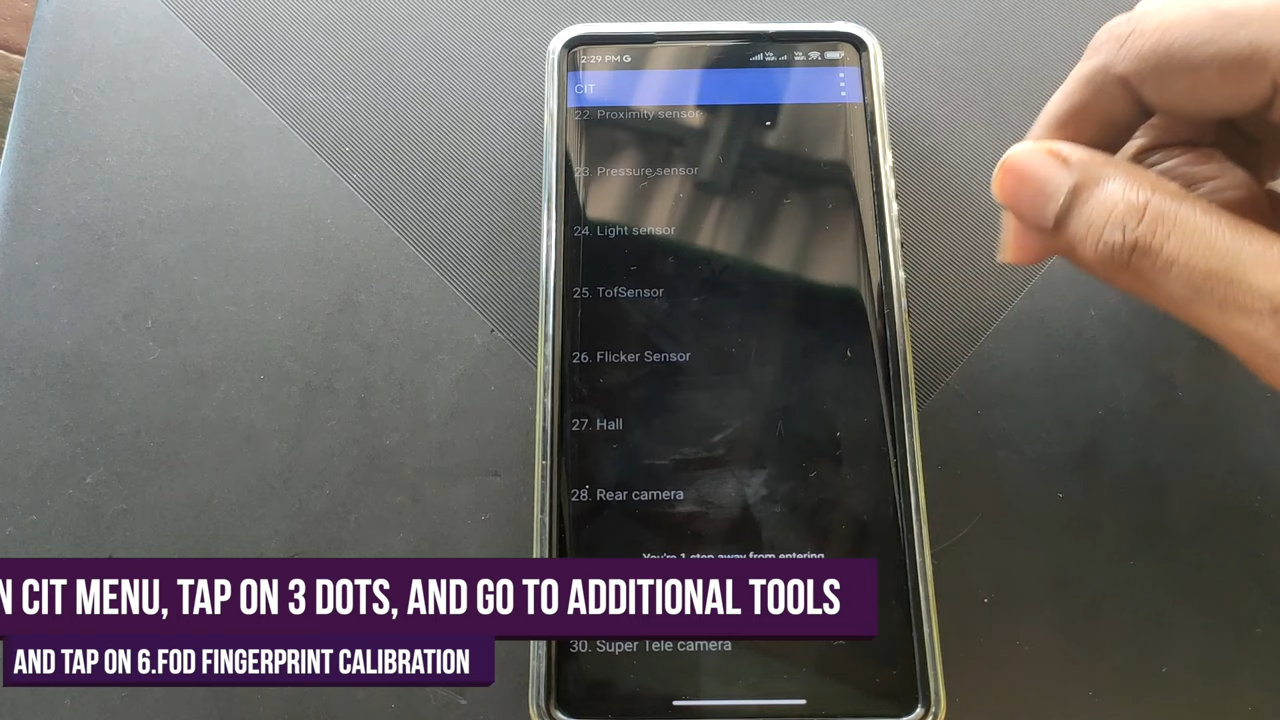 2:29 PM G
CIT
22. Proximity sensor
23. Pressure sensor
24. Light sensor
25. TofSensor
26. Flicker Sensor
27. Hall
28. Rear camera
You're 1 step away from entering
N CIT MENU, TAP ON 3 DOTS, AND GO TO ADDITIONAL TOOLS
30. Super Tele camera
AND TAP ON 6.FOD FINGERPRINT CALIBRATION